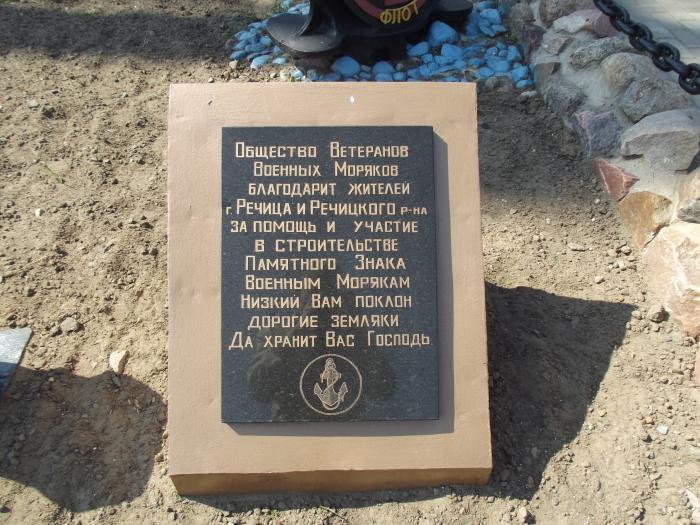 ФЛОТ
Общество Ветеранов
Военных Моряков
благодарит жителей
г. Речица и Речицкого р-на
за помощь и участие
в строительстве
Памятного Знака
Военным Морякам
Низкий Вам поклон
дорогие земляки
Да хранит Вас Господь